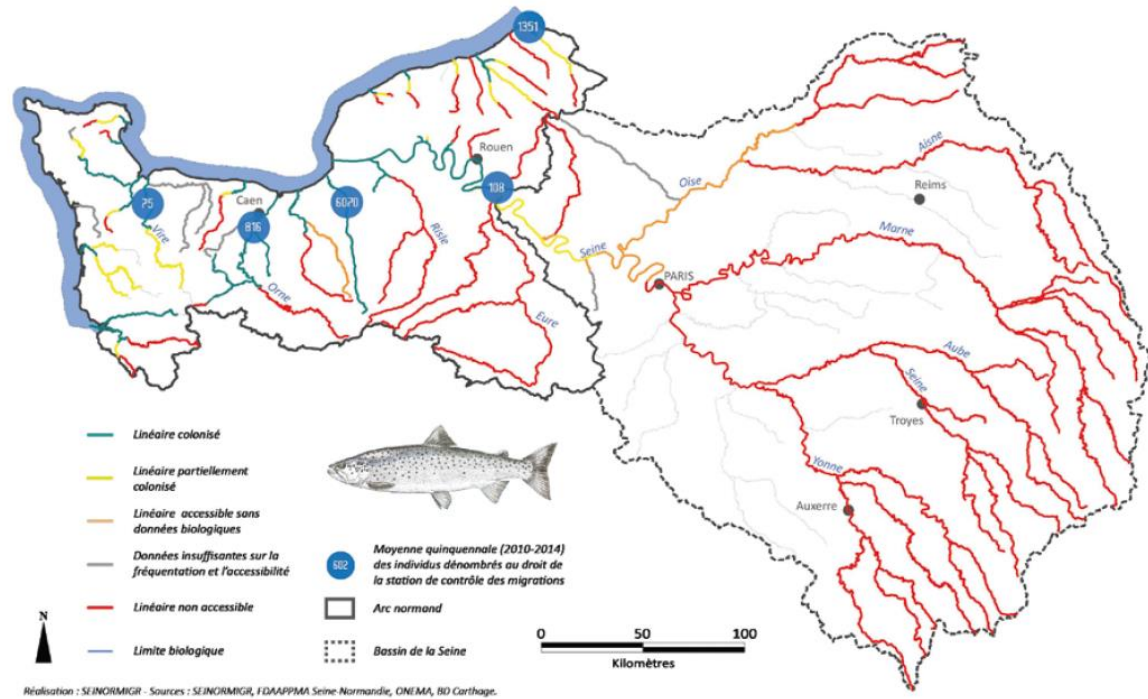 1351
Rouen
Aisne
Oise
Reims
108
75
Caen
6020
Vire
816
Risle
Seine
Marne
PARIS
Orne
Eure
Aube
Seine
Troyes
Yonne
Auxerre
Linéaire colonisé
Linéaire partiellement
colonisé
Linéaire accessible sans
données biologiques
Données insuffisantes sur la
fréquentation et l'accessibilité
Linéaire non accessible
Limite biologique
602
Moyenne quinquennale (2010-2014)
des individus dénombrés au droit de
la station de contrôle des migrations
Arc normand
Bassin de la Seine
N
0 50 100
Kilomètres
Réalisation : SEINORMIGR - Sources : SEINORMIGR, FDAAPPMA Seine-Normandie, ONEMA, BD Carthage.